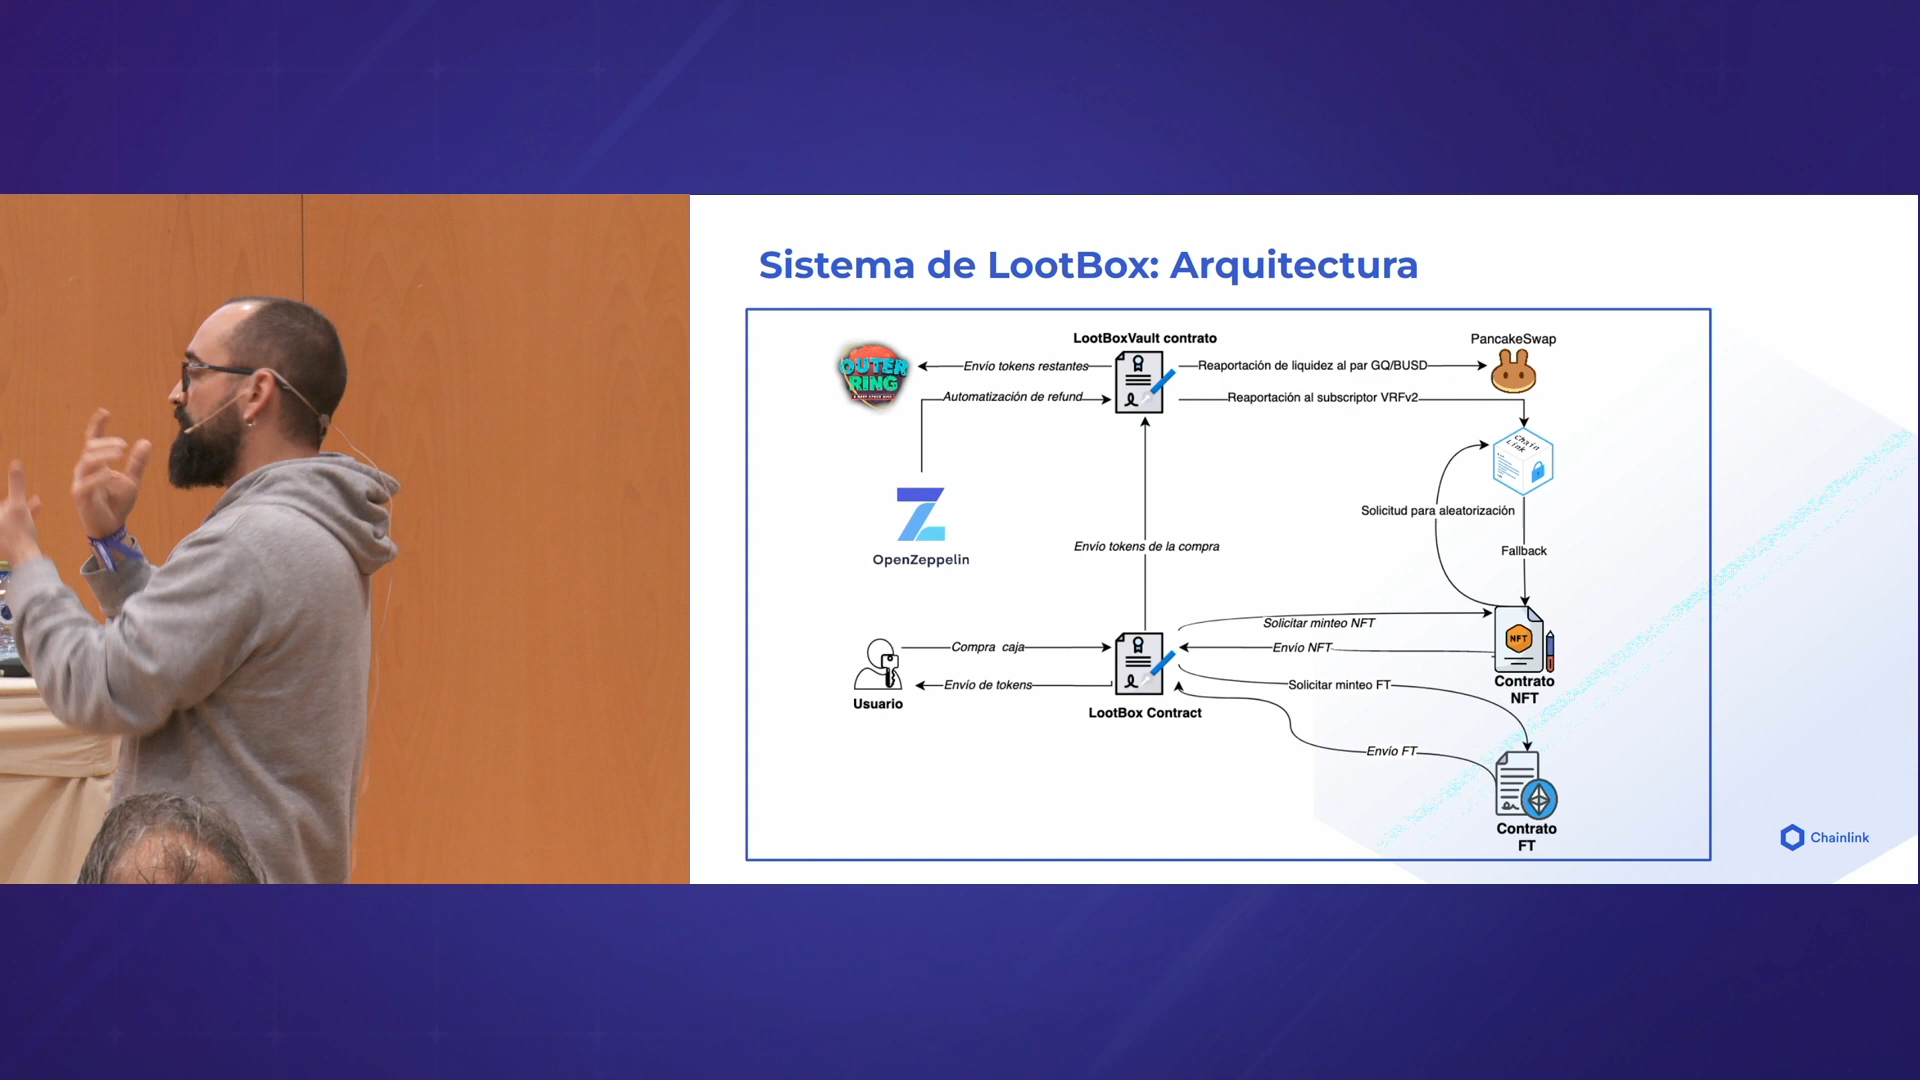 Sistema de LootBox: Arquitectura
LootBoxVault contrato
PancakeSwap
OUTER
RING
Envío tokens restantes
Reaportación de liquidez al par GQ/BUSD
Automatización de refund
Reaportación al subscriptor VRFv2
Chain
Link
Solicitud para aleatorización
OpenZeppelin
Envío tokens de la compra
Fallback
Solicitar minteo NFT
Compra caja
Envío NFT
NFT
Envío de tokens
Solicitar minteo FT
Contrato
NFT
Usuario
LootBox Contract
Envío FT
Contrato
FT
Chainlink